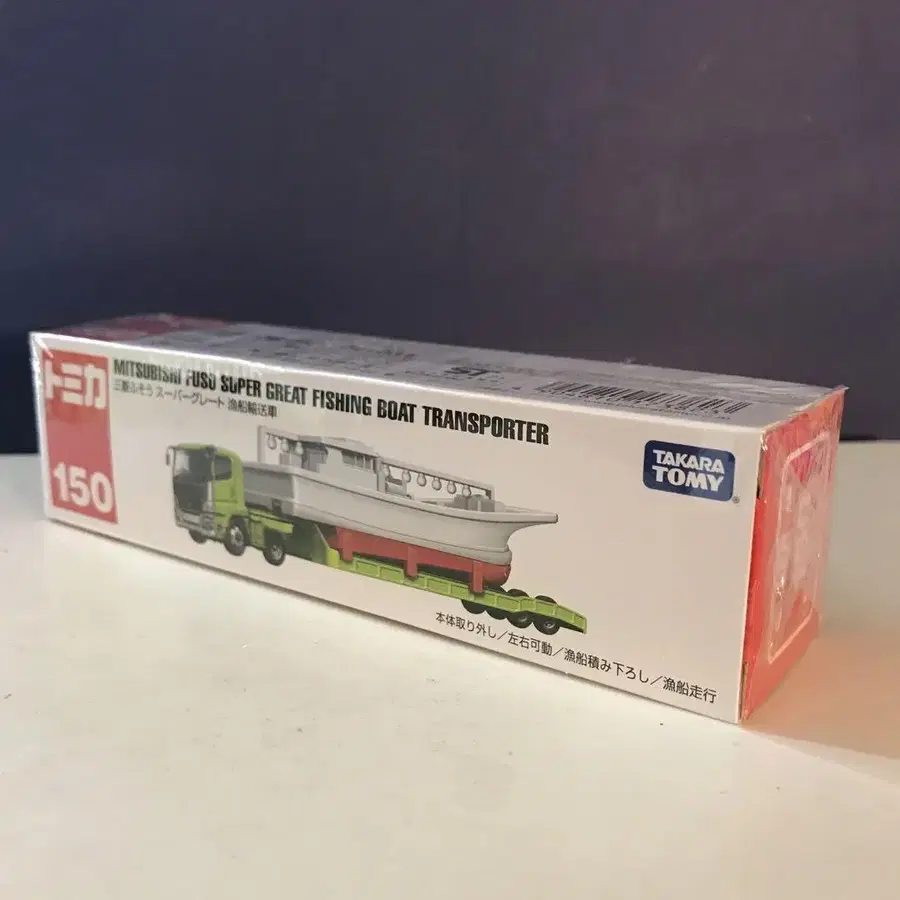 トミカ
150
MITSUBISHI FUSO SUPER GREAT FISHING BOAT TRANSPORTER
三菱ふそう スーパーグレート 漁船輸送車
TAKARA
TOMY
本体取り外し/左右可動/漁船積み下ろし/漁船走行